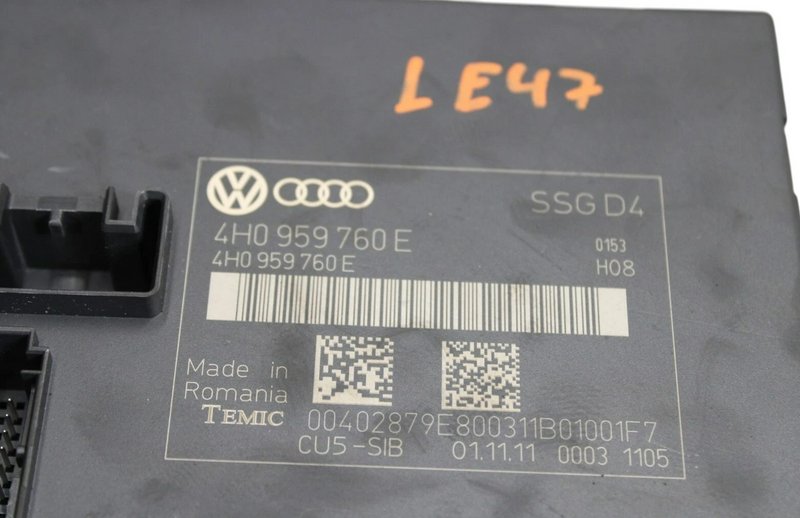 LE47
SSG D4
4H0 959 760 E
0153
4H0 959 760 E
H08
Made in
Romania
TEMIC
00402879E800311B01001F7
CU5-SIB 01.11.11 0003 1105